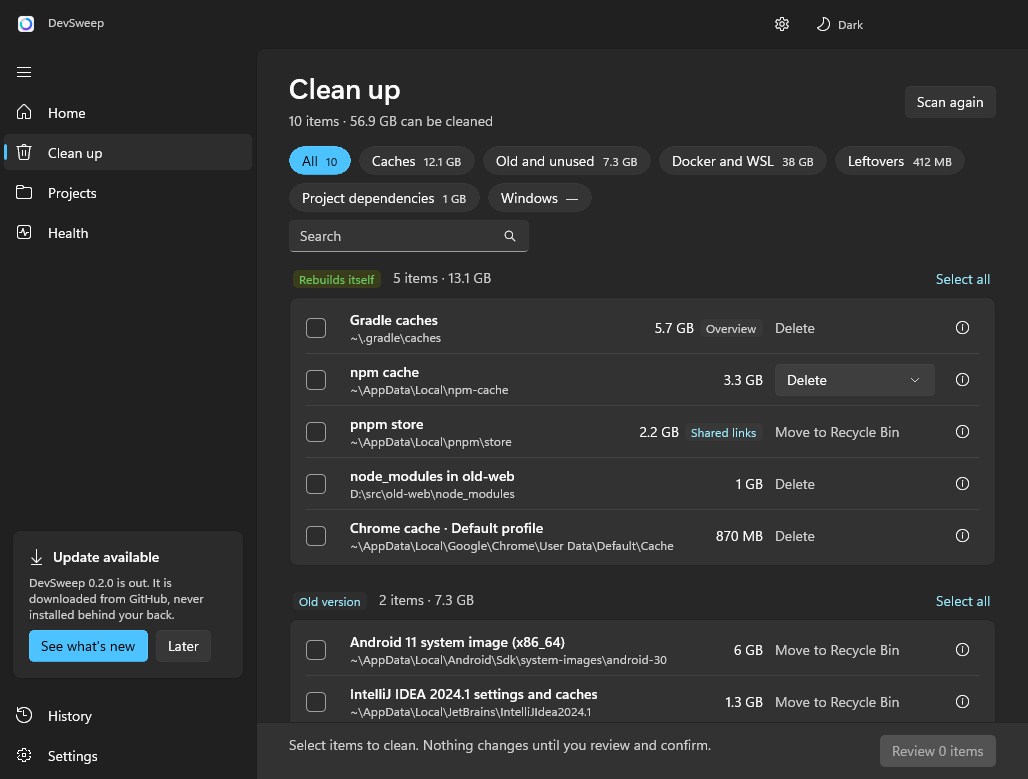 DevSweep
Dark
Home
Clean up
Projects
Health
Update available
DevSweep 0.2.0 is out. It is
downloaded from GitHub, never
installed behind your back.
See what's new Later
History
Settings
Clean up
10 items · 56.9 GB can be cleaned
Scan again
All 10 Caches 12.1 GB Old and unused 7.3 GB Docker and WSL 38 GB Leftovers 412 MB
Project dependencies 1 GB Windows —
Search
Rebuilds itself 5 items · 13.1 GB Select all
Gradle caches
~\.gradle\caches
5.7 GB Overview Delete
npm cache
~\AppData\Local\npm-cache
3.3 GB Delete
pnpm store
~\AppData\Local\pnpm\store
2.2 GB Shared links Move to Recycle Bin
node_modules in old-web
D:\src\old-web\node_modules
1 GB Delete
Chrome cache · Default profile
~\AppData\Local\Google\Chrome\User Data\Default\Cache
870 MB Delete
Old version 2 items · 7.3 GB Select all
Android 11 system image (x86_64)
~\AppData\Local\Android\Sdk\system-images\android-30
6 GB Move to Recycle Bin
IntelliJ IDEA 2024.1 settings and caches
~\AppData\Local\JetBrains\IntelliJIdea2024.1
1.3 GB Move to Recycle Bin
Select items to clean. Nothing changes until you review and confirm.
Review 0 items